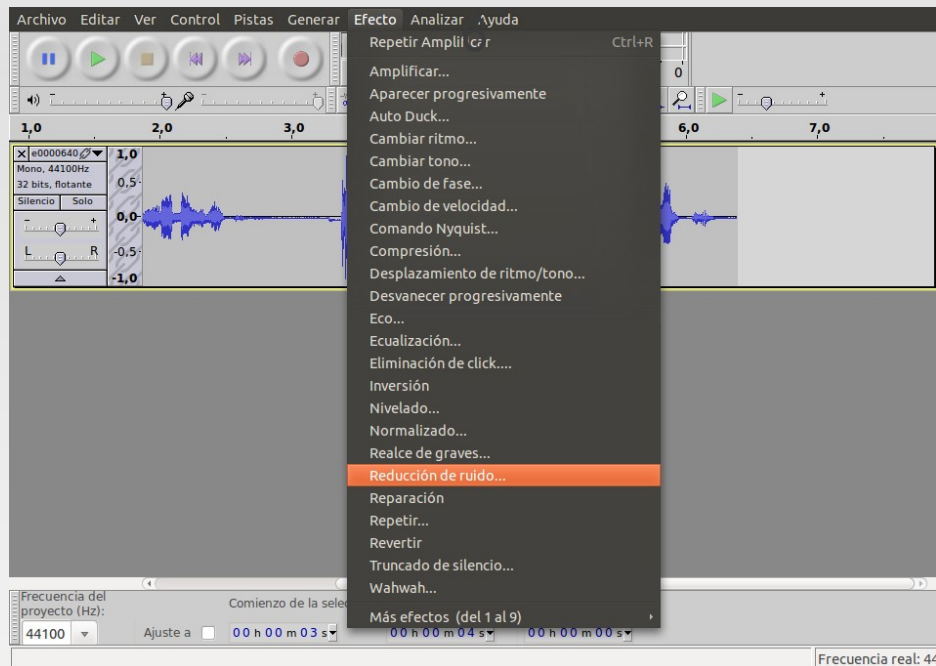 Archivo Editar Ver Control Pistas Generar Efecto Analizar Ayuda
Repetir Amplificar Ctrl+R
Amplificar...
Aparecer progresivamente
Auto Duck...
Cambiar ritmo...
Cambiar tono...
Cambio de fase...
Cambio de velocidad...
Comando Nyquist...
Compresión...
Desplazamiento de ritmo/tono...
Desvanecer progresivamente
Eco...
Ecualización...
Eliminación de click....
Inversión
Nivelado...
Normalizado...
Realce de graves...
Reducción de ruido...
Reparación
Repetir...
Revertir
Truncado de silencio...
Wahwah...
Más efectos (del 1 al 9)
0
1,0 2,0 3,0 6,0 7,0
e0000640
Mono, 44100Hz
32 bits, flotante
Silencio Solo
- +
L R
1,0
0,5
0,0
-0,5
-1,0
Frecuencia del
proyecto (Hz):
44100
Ajuste a
Comienzo de la sele
00 h 00 m 03 s
00 h 00 m 04 s
00 h 00 m 00 s
Frecuencia real: 44